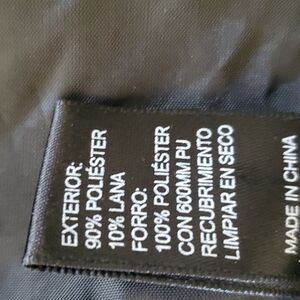 EXTERIOR:
90% POLIÉSTER
10% LANA
FORRO:
100% POLIÉSTER
CON 600MM PU
RECUBRIMIENTO
LIMPIAR EN SECO
MADE IN CHINA